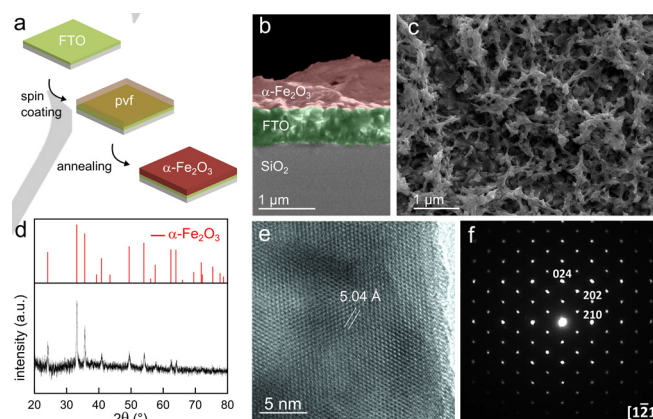 a
FTO
spin
coating
pvf
annealing
α-Fe₂O₃
b
α-Fe₂O₃
FTO
SiO₂
1 μm
c
1 μm
d
α-Fe₂O₃
intensity (a.u.)
20 30 40 50 60 70 80
2θ (°)
e
5.04 Å
5 nm
f
024
202
210